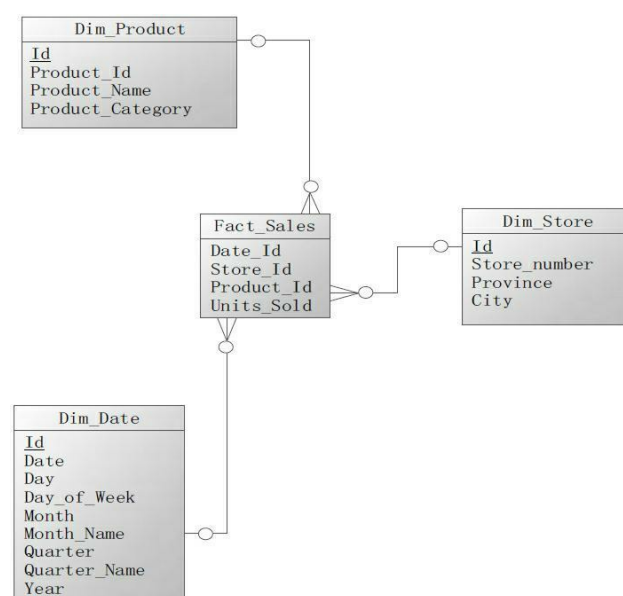 Dim_Product
Id
Product_Id
Product_Name
Product_Category
Fact_Sales
Date_Id
Store_Id
Product_Id
Units_Sold
Dim_Store
Id
Store_number
Province
City
Dim_Date
Id
Date
Day
Day_of_Week
Month
Month_Name
Quarter
Quarter_Name
Year